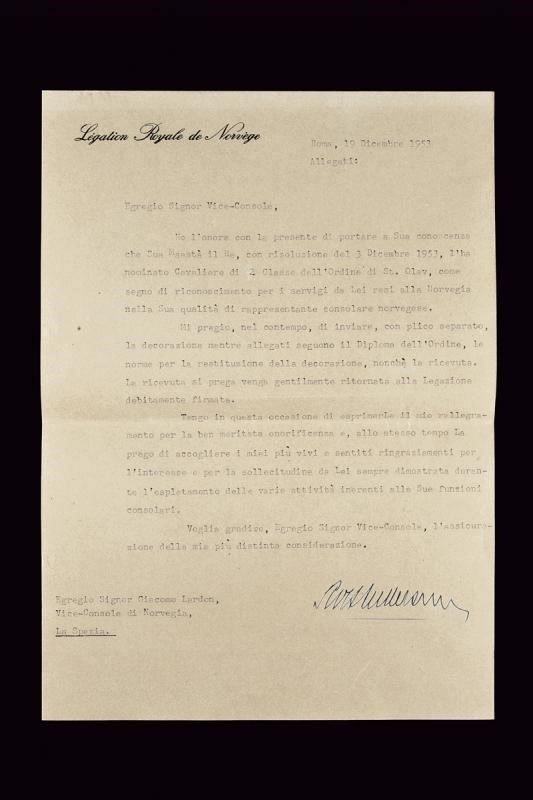 Légation Royale de Norvège
Roma, 19 Dicembre 1953
Allegati:
Egregio Signor Vice-Console,
Ho l'onore con la presente di portare a Sua conoscenza
che Sua Maestà il Re, con risoluzione del 3 Dicembre 1953, l'ha
nominato Cavaliere di 2 Classe dell'Ordine di St. Olav, come
segno di riconoscimento per i servigi da Lei resi alla Norvegia
nella Sua qualità di rappresentante consolare norvegese.
Mi pregio, nel contempo, di inviare, con plico separato,
la decorazione mentre allegati seguono il Diploma dell'Ordine, le
norme per la restituzione della decorazione, nonchè la ricevuta.
La ricevuta si prega venga gentilmente ritornata alla Legazione
debitamente firmata.
Tengo in questa occasione di esprimerLe il mio rallegra-
mento per la ben meritata onorificenza e, allo stesso tempo La
prego di accogliere i miei più vivi e sentiti ringraziamenti per
l'interesse e per la sollecitudine da Lei sempre dimostrata duran-
te l'espletamento delle varie attività inerenti alle Sue funzioni
consolari.
Voglia gradire, Egregio Signor Vice-Console, l'assicura-
zione della mia più distinta considerazione.
Egregio Signor Giacomo Lardon,
Vice-Console di Norvegia,
La Spezia.